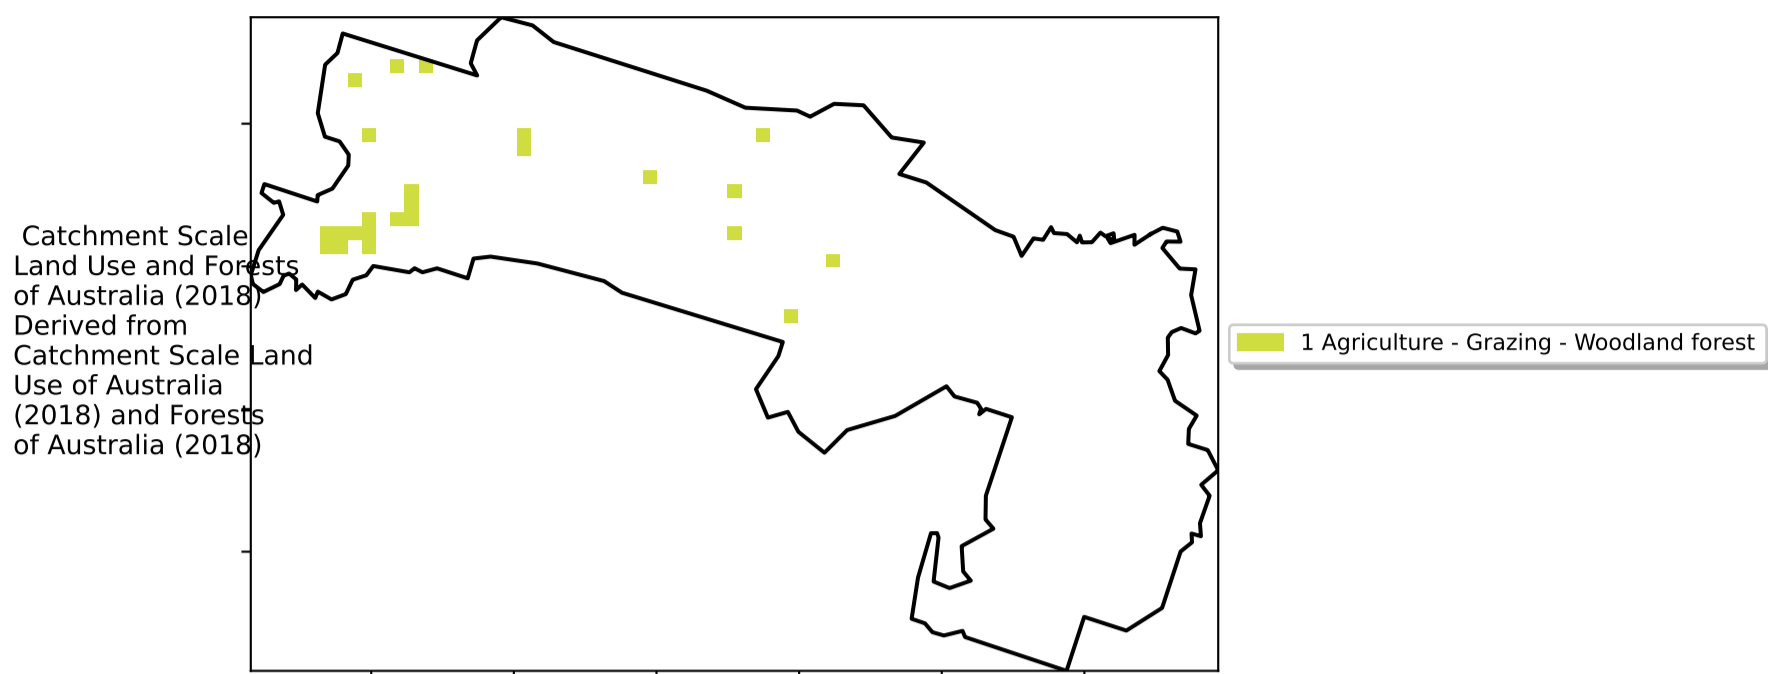 Catchment Scale
Land Use and Forests
of Australia (2018)
Derived from
Catchment Scale Land
Use of Australia
(2018) and Forests
of Australia (2018)
1 Agriculture - Grazing - Woodland forest